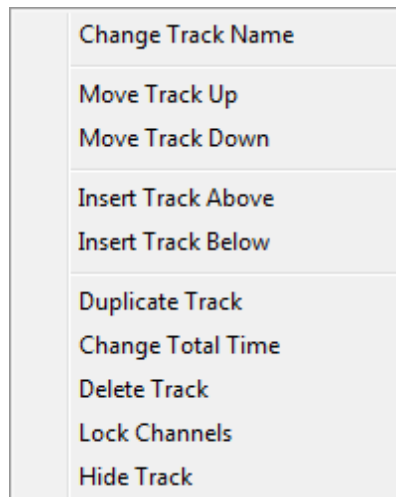 Change Track Name
Move Track Up
Move Track Down
Insert Track Above
Insert Track Below
Duplicate Track
Change Total Time
Delete Track
Lock Channels
Hide Track